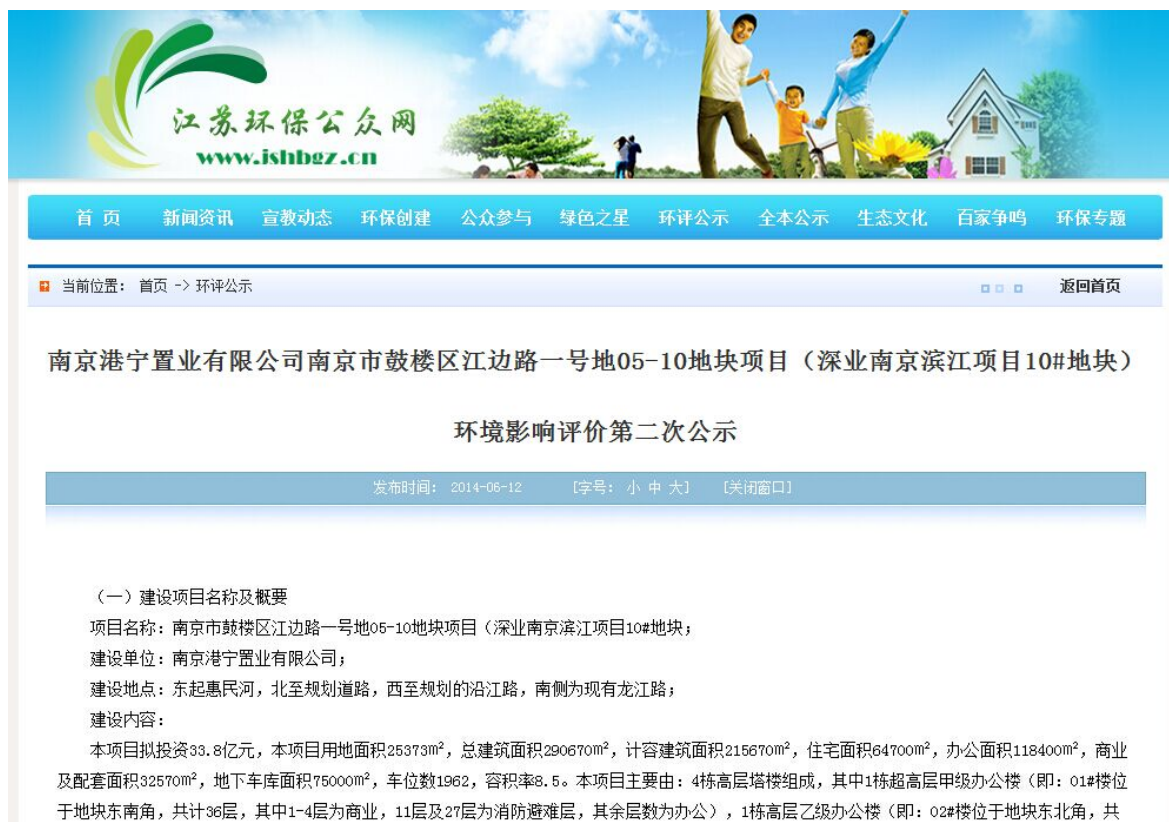 江苏环保公众网
www.jshbgz.cn
首 页 新闻资讯 宣教动态 环保创建 公众参与 绿色之星 环评公示 全本公示 生态文化 百家争鸣 环保专题
当前位置： 首页 -> 环评公示 返回首页
南京港宁置业有限公司南京市鼓楼区江边路一号地05-10地块项目（深业南京滨江项目10#地块）
环境影响评价第二次公示
发布时间： 2014-06-12 [字号： 小 中 大] [关闭窗口]
（一）建设项目名称及概要
项目名称：南京市鼓楼区江边路一号地05-10地块项目（深业南京滨江项目10#地块；
建设单位：南京港宁置业有限公司；
建设地点：东起惠民河，北至规划道路，西至规划的沿江路，南侧为现有龙江路；
建设内容：
本项目拟投资33.8亿元，本项目用地面积25373m²，总建筑面积290670m²，计容建筑面积215670m²，住宅面积64700m²，办公面积118400m²，商业
及配套面积32570m²，地下车库面积75000m²，车位数1962，容积率8.5。本项目主要由：4栋高层塔楼组成，其中1栋超高层甲级办公楼（即：01#楼位
于地块东南角，共计36层，其中1-4层为商业，11层及27层为消防避难层，其余层数为办公），1栋高层乙级办公楼（即：02#楼位于地块东北角，共